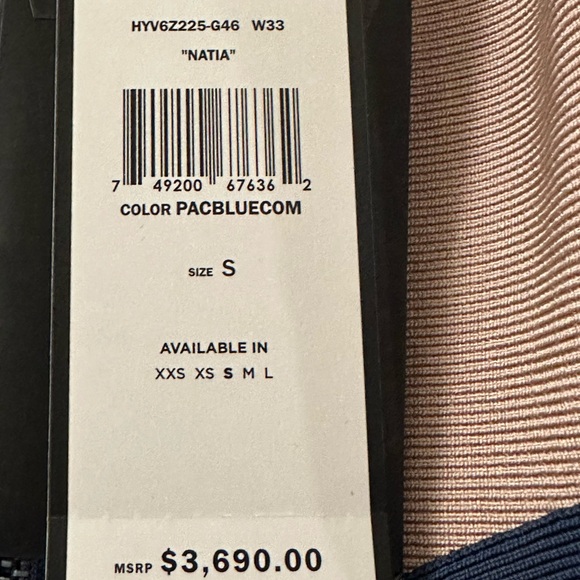 HYV6Z225-G46 W33
"NATIA"
7 49200 67636 2
COLOR PACBLUECOM
SIZE S
AVAILABLE IN
XXS XS S M L
MSRP $3,690.00